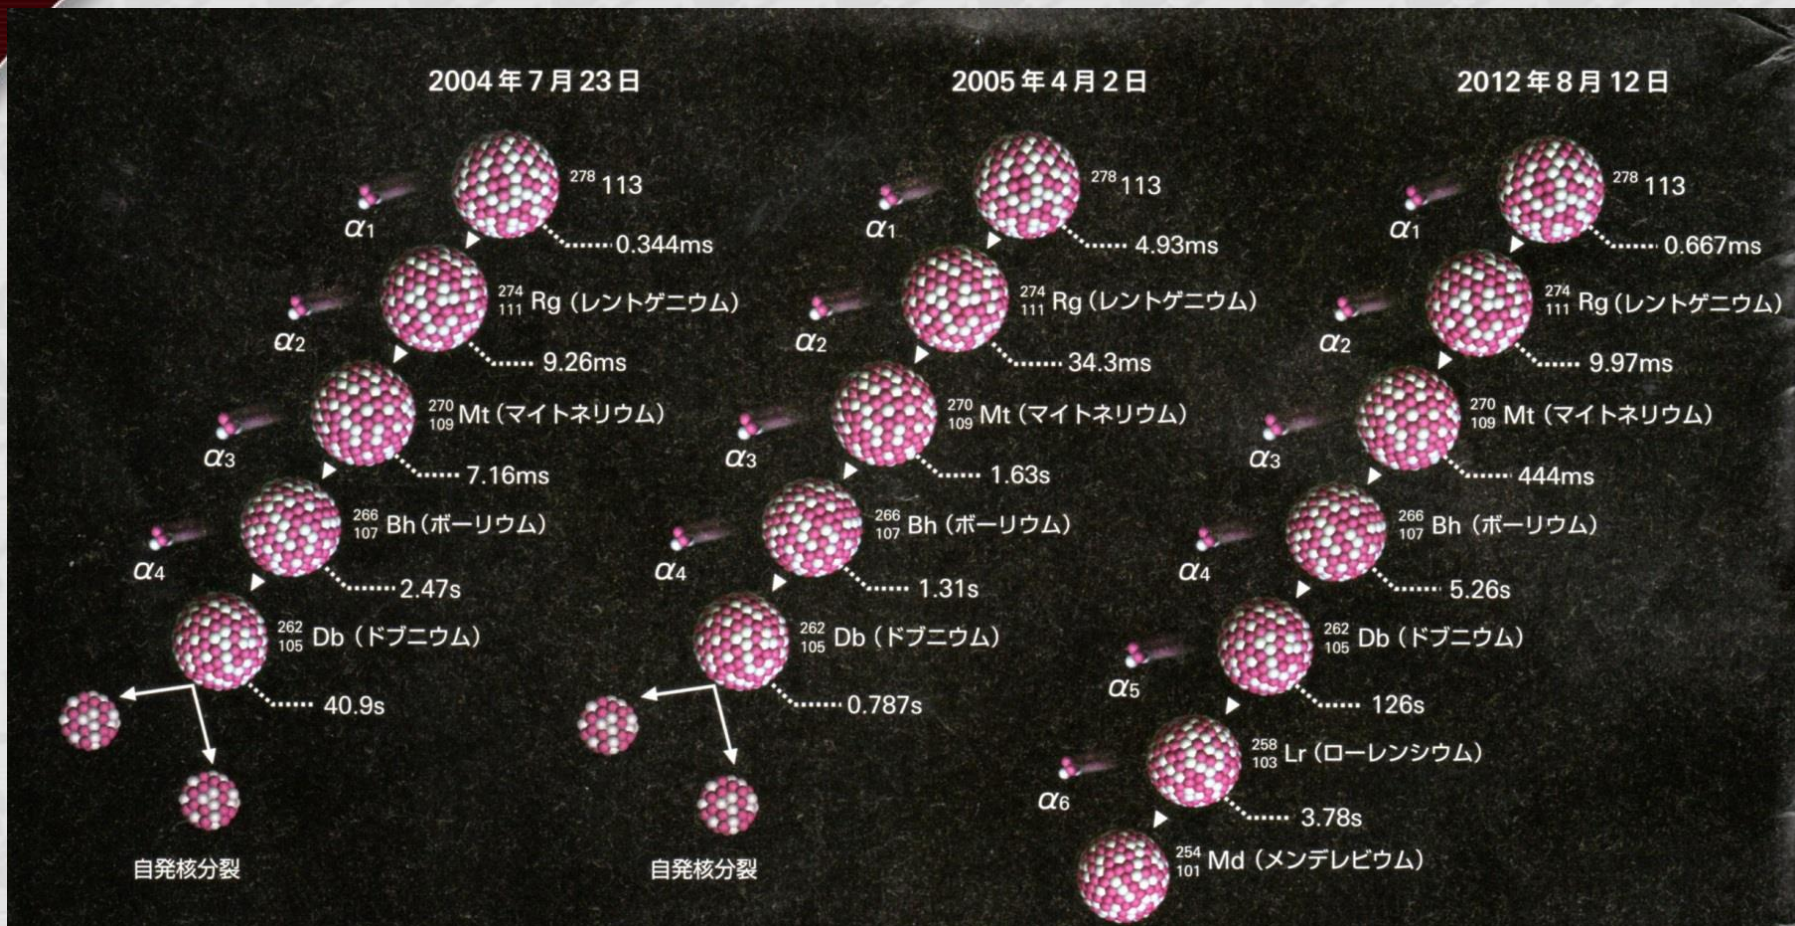 2004年7月23日
278 113
α1
0.344ms
274
111 Rg（レントゲニウム）
α2
9.26ms
270
109 Mt（マイトネリウム）
α3
7.16ms
266
107 Bh（ボーリウム）
α4
2.47s
262
105 Db（ドブニウム）
40.9s
自発核分裂
2005年4月2日
278 113
α1
4.93ms
274
111 Rg（レントゲニウム）
α2
34.3ms
270
109 Mt（マイトネリウム）
α3
1.63s
266
107 Bh（ボーリウム）
α4
1.31s
262
105 Db（ドブニウム）
0.787s
自発核分裂
2012年8月12日
278 113
α1
0.667ms
274
111 Rg（レントゲニウム）
α2
9.97ms
270
109 Mt（マイトネリウム）
α3
444ms
266
107 Bh（ボーリウム）
α4
5.26s
262
105 Db（ドブニウム）
α5
126s
258
103 Lr（ローレンシウム）
α6
3.78s
254
101 Md（メンデレビウム）